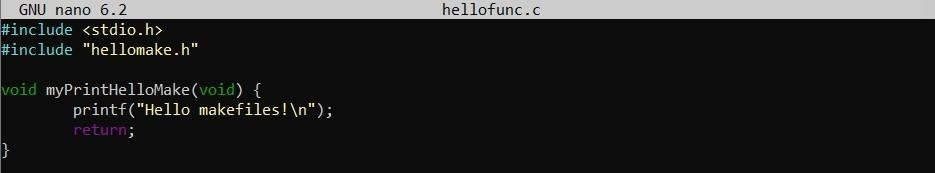 GNU nano 6.2 hellofunc.c
#include <stdio.h>
#include "hellomake.h"
void myPrintHelloMake(void) {
printf("Hello makefiles!\n");
return;
}